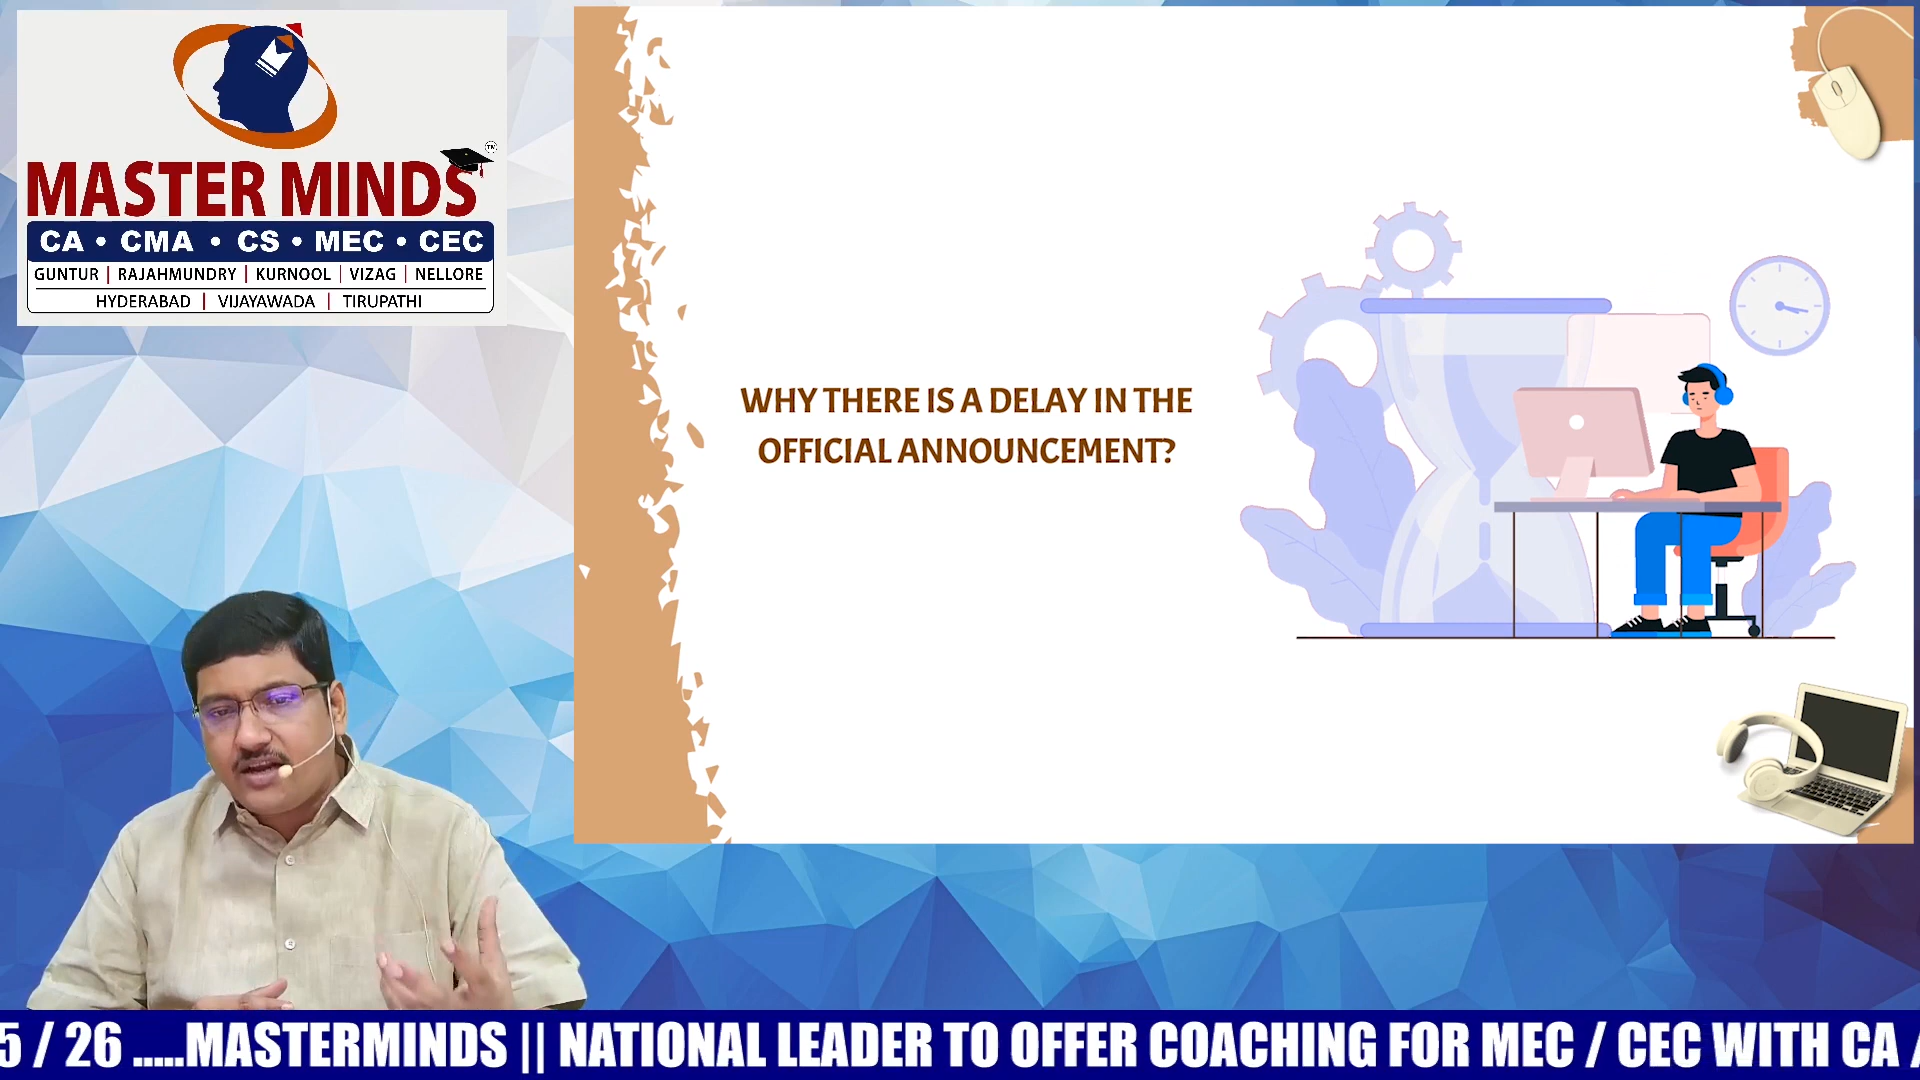 MASTER MINDS
TM
CA • CMA • CS • MEC • CEC
GUNTUR | RAJAHMUNDRY | KURNOOL | VIZAG | NELLORE
HYDERABAD | VIJAYAWADA | TIRUPATHI
WHY THERE IS A DELAY IN THE
OFFICIAL ANNOUNCEMENT?
5 / 26 .....MASTERMINDS || NATIONAL LEADER TO OFFER COACHING FOR MEC / CEC WITH CA /